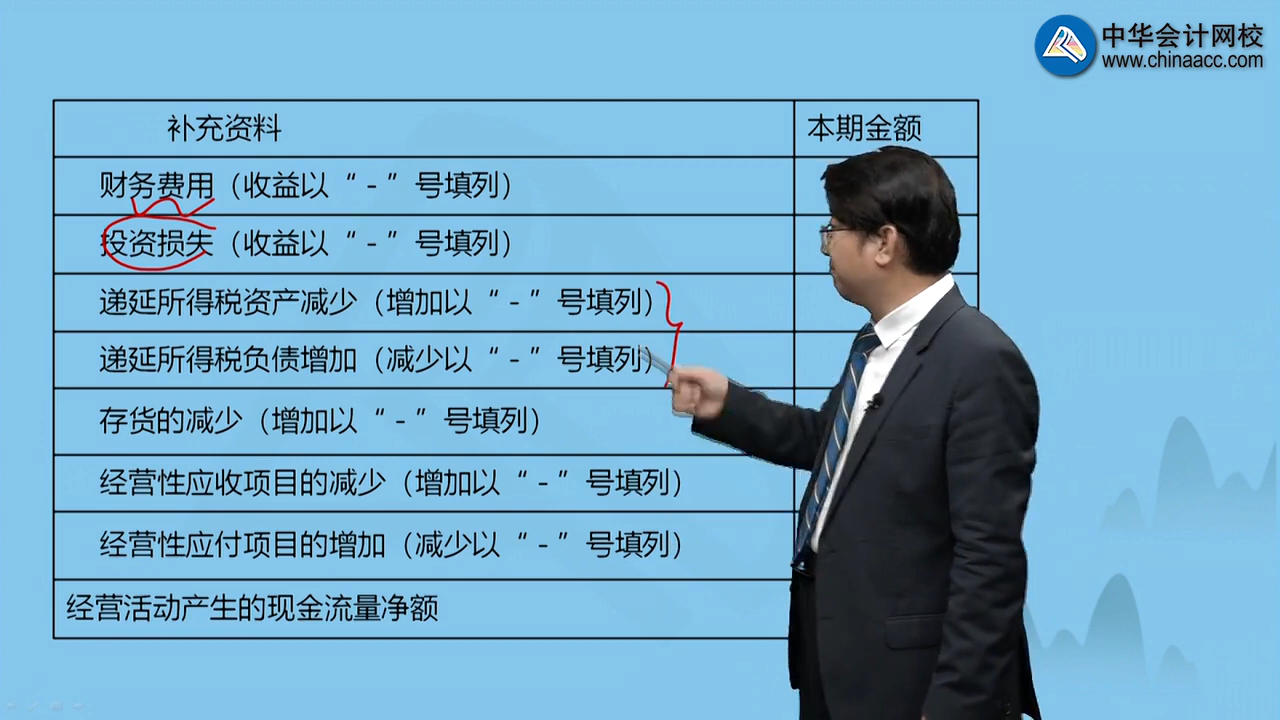 中华会计网校
www.chinaacc.com
补充资料 本期金额
财务费用（收益以“-”号填列）
投资损失（收益以“-”号填列）
递延所得税资产减少（增加以“-”号填列）
递延所得税负债增加（减少以“-”号填列）
存货的减少（增加以“-”号填列）
经营性应收项目的减少（增加以“-”号填列）
经营性应付项目的增加（减少以“-”号填列）
经营活动产生的现金流量净额